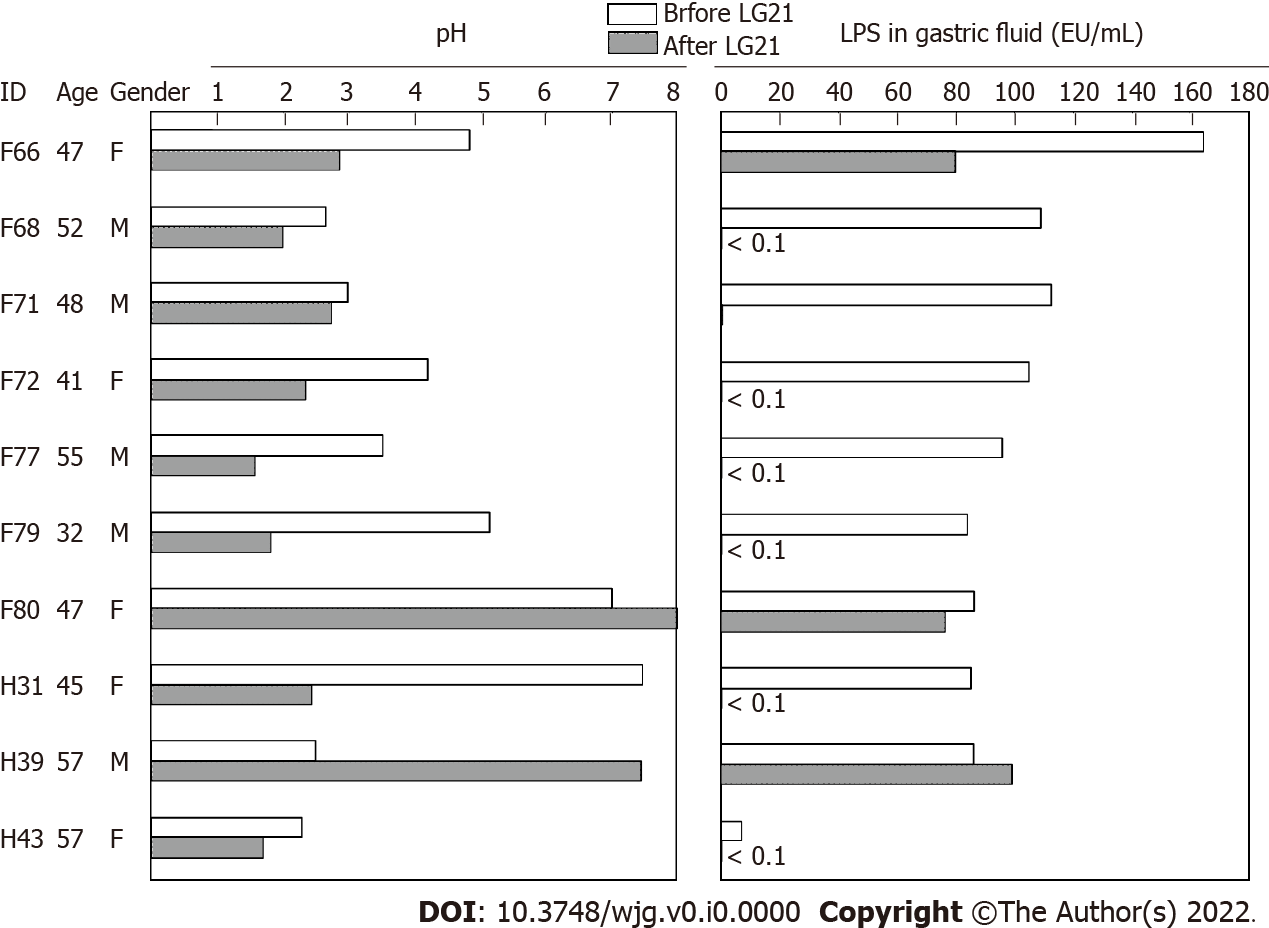 Brfore LG21
After LG21
pH
LPS in gastric fluid (EU/mL)
ID Age Gender 1 2 3 4 5 6 7 8 0 20 40 60 80 100 120 140 160 180
F66 47 F
F68 52 M
< 0.1
F71 48 M
F72 41 F
< 0.1
F77 55 M
< 0.1
F79 32 M
< 0.1
F80 47 F
H31 45 F
< 0.1
H39 57 M
H43 57 F
< 0.1
DOI: 10.3748/wjg.v0.i0.0000 Copyright ©The Author(s) 2022.